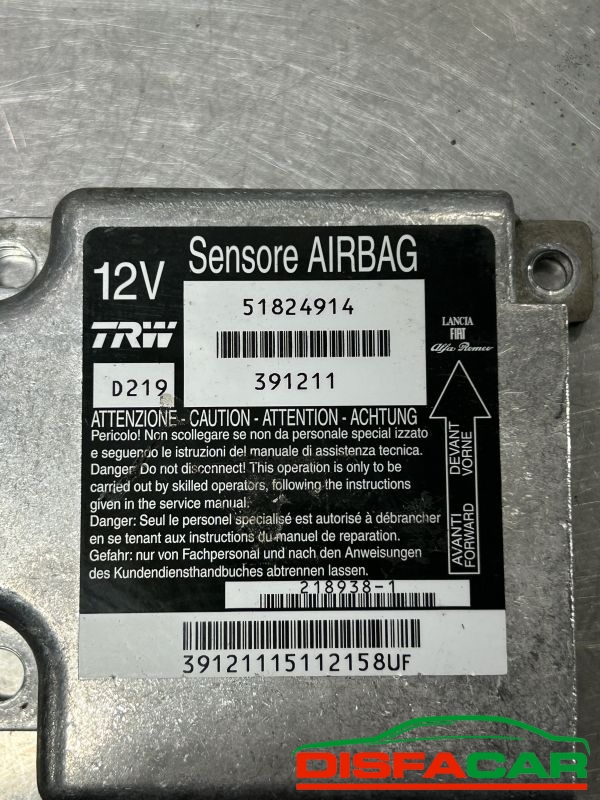 Sensore AIRBAG
12V
51824914
TRW
391211
D219
LANCIA
FIAT
Alfa Romeo
ATTENZIONE - CAUTION - ATTENTION - ACHTUNG
Pericolo! Non scollegare se non da personale special izzato
e seguendo le istruzioni del manuale di assistenza tecnica.
Danger: Do not disconnect! This operation is only to be
carried out by skilled operators, following the instructions
given in the service manual.
Danger: Seul le personel specialisé est autorisé à débrancher
en se tenant aux instructions du manuel de reparation.
Gefahr: nur von Fachpersonal und nach den Anweisungen
des Kundendiensthandbuches abtrennen lassen.
AVANTI DEVANT
FORWARD VORNE
218938-1
39121115112158UF
DISFACAR